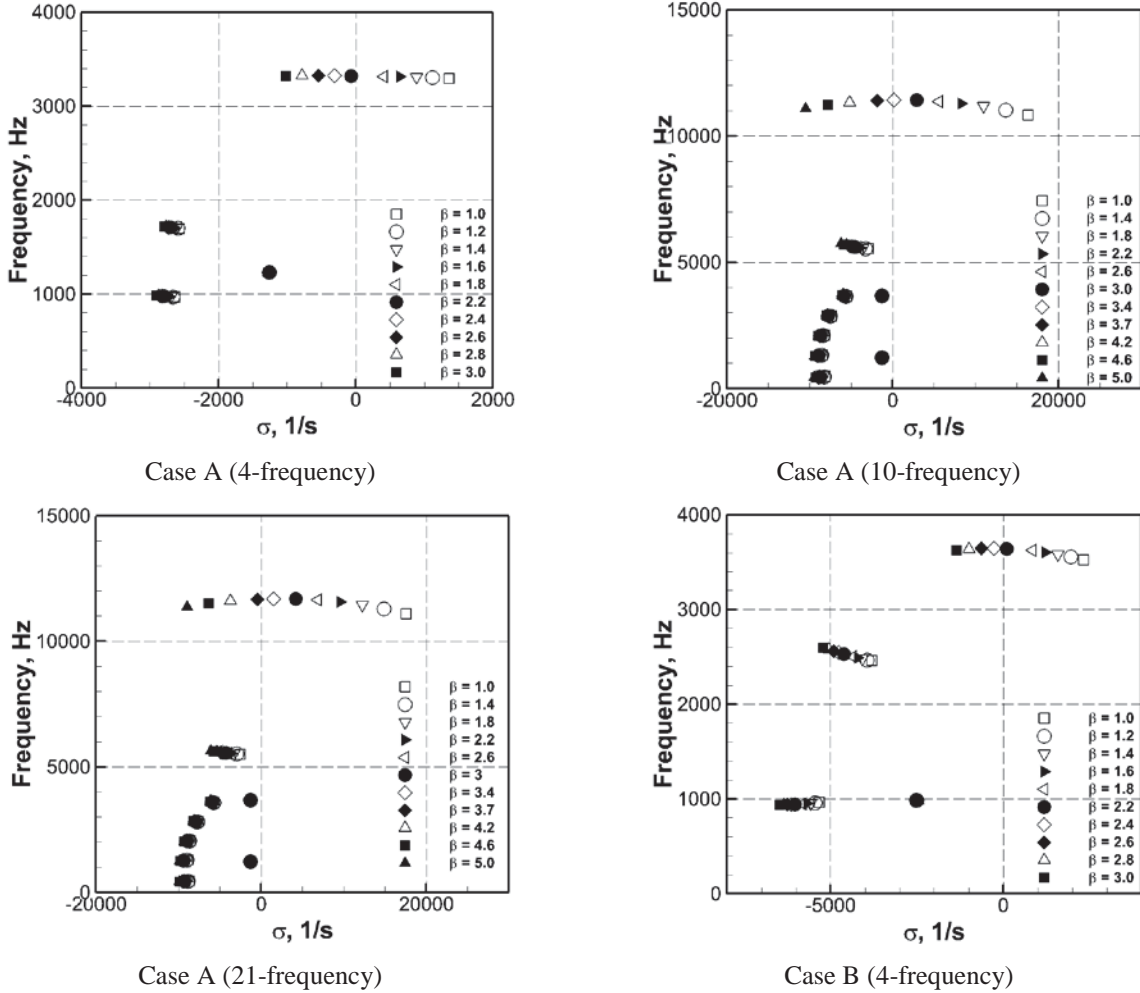 4000
3000
2000
1000
0
Frequency, Hz
-4000
-2000
0
2000
σ, 1/s
β = 1.0
β = 1.2
β = 1.4
β = 1.6
β = 1.8
β = 2.2
β = 2.4
β = 2.6
β = 2.8
β = 3.0
Case A (4-frequency)
15000
10000
5000
0
Frequency, Hz
-20000
0
20000
σ, 1/s
β = 1.0
β = 1.4
β = 1.8
β = 2.2
β = 2.6
β = 3.0
β = 3.4
β = 3.7
β = 4.2
β = 4.6
β = 5.0
Case A (10-frequency)
15000
10000
5000
0
Frequency, Hz
-20000
0
20000
σ, 1/s
β = 1.0
β = 1.4
β = 1.8
β = 2.2
β = 2.6
β = 3
β = 3.4
β = 3.7
β = 4.2
β = 4.6
β = 5.0
Case A (21-frequency)
4000
3000
2000
1000
0
Frequency, Hz
-5000
0
σ, 1/s
β = 1.0
β = 1.2
β = 1.4
β = 1.6
β = 1.8
β = 2.2
β = 2.4
β = 2.6
β = 2.8
β = 3.0
Case B (4-frequency)